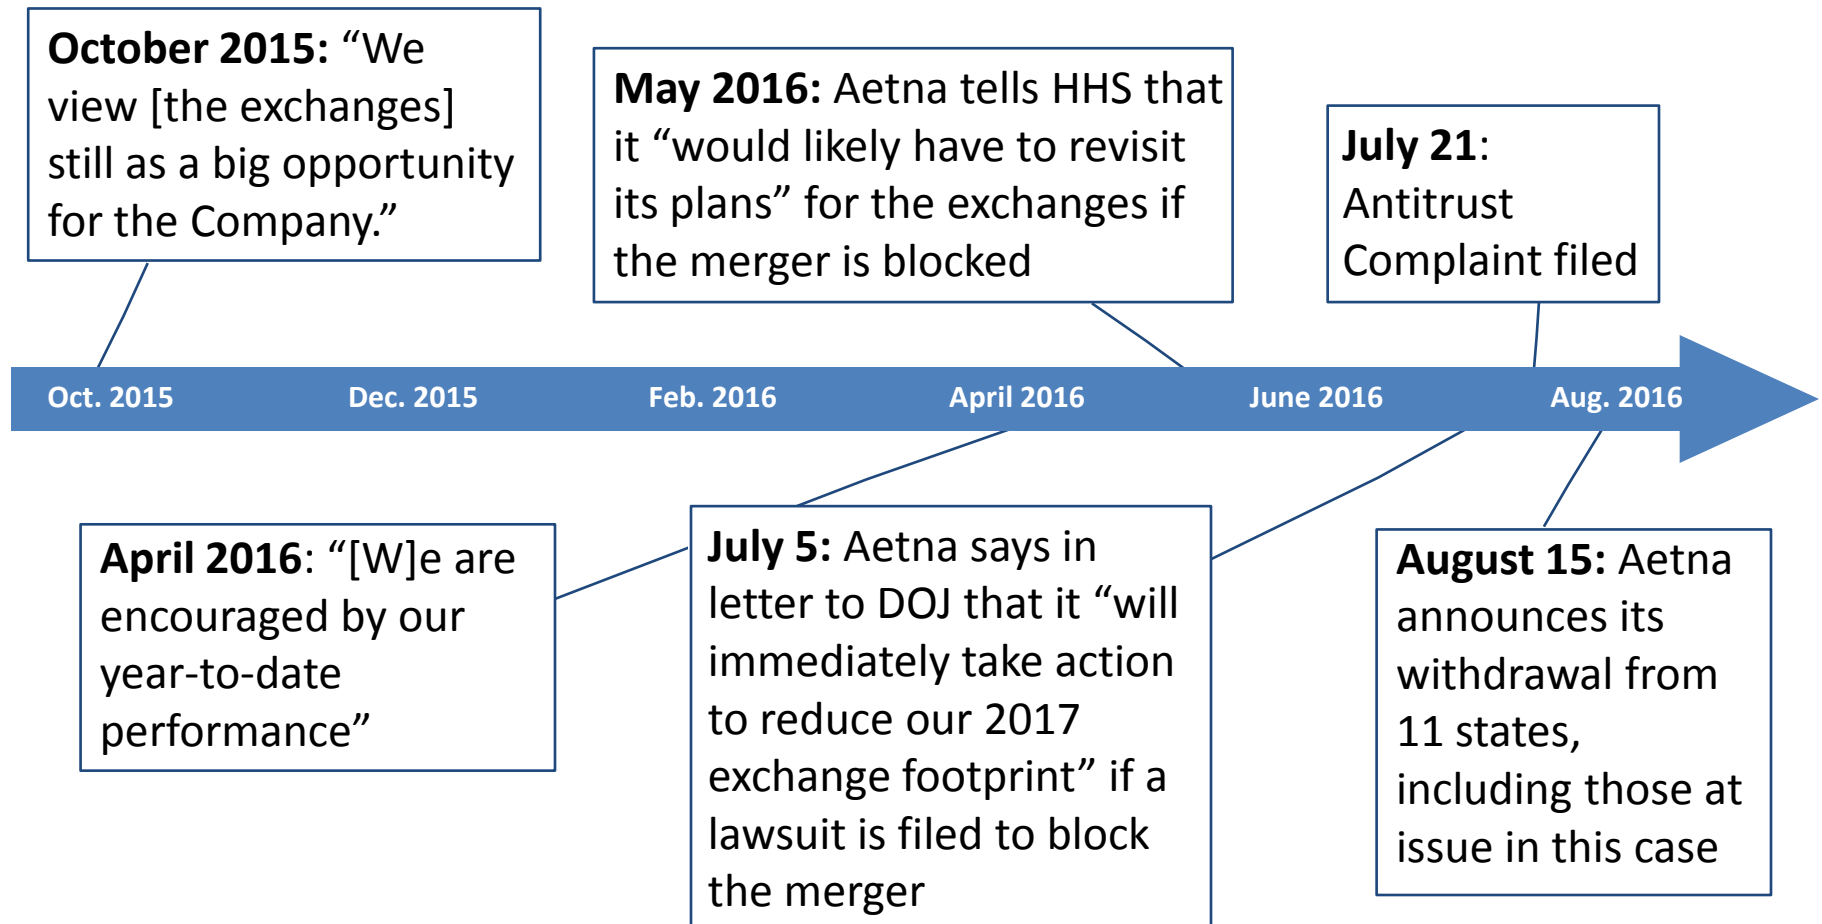 October 2015: “We
view [the exchanges]
still as a big opportunity
for the Company.”
May 2016: Aetna tells HHS that
it “would likely have to revisit
its plans” for the exchanges if
the merger is blocked
July 21:
Antitrust
Complaint filed
Oct. 2015
Dec. 2015
Feb. 2016
April 2016
June 2016
Aug. 2016
April 2016: “[W]e are
encouraged by our
year-to-date
performance”
July 5: Aetna says in
letter to DOJ that it “will
immediately take action
to reduce our 2017
exchange footprint” if a
lawsuit is filed to block
the merger
August 15: Aetna
announces its
withdrawal from
11 states,
including those at
issue in this case